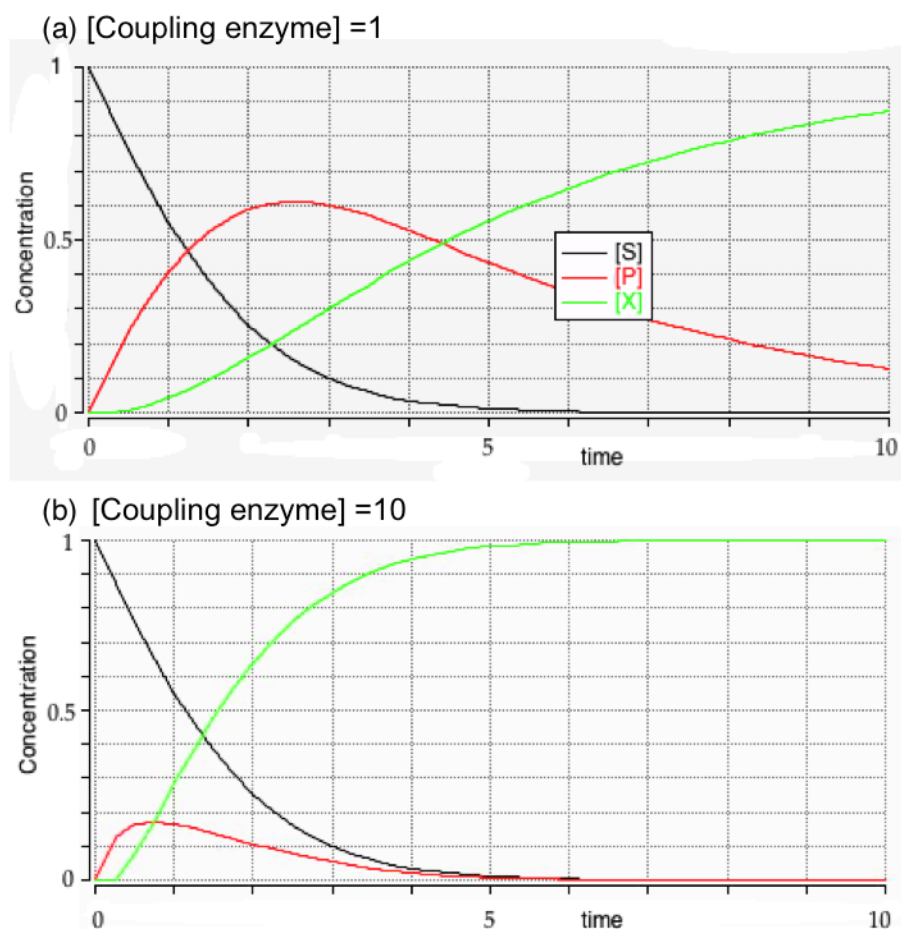 (a) [Coupling enzyme] =1
1
0.5
0
Concentration
[S]
[P]
[X]
0
5
10
time
(b) [Coupling enzyme] =10
1
0.5
0
Concentration
0
5
10
time